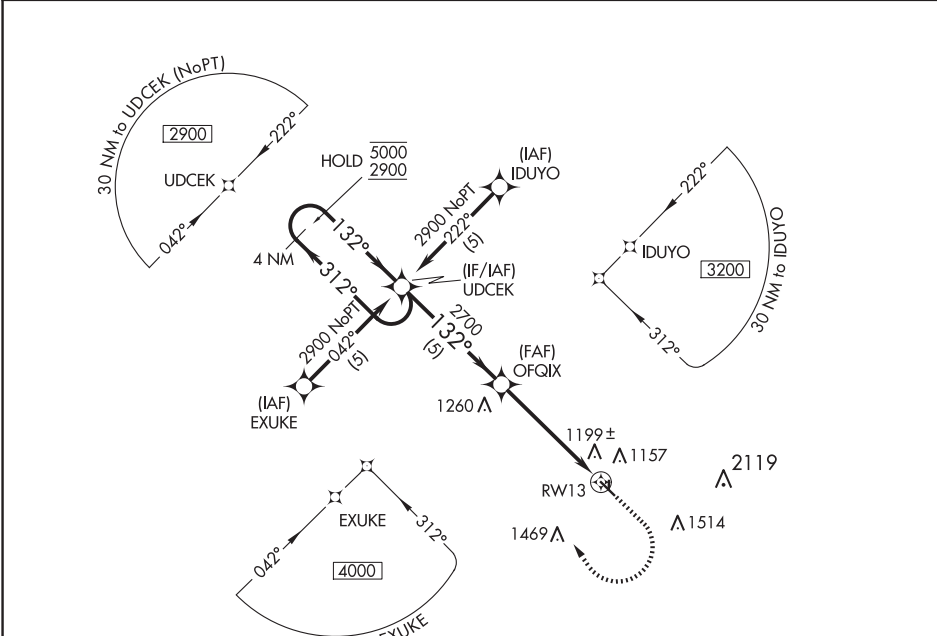 30 NM to UDCEK (NoPT)
2900
222°
UDCEK
042°
HOLD
5000
2900
(IAF)
IDUYO
2900 NoPT
222°
(5)
132°
4 NM
312°
(IF/IAF)
UDCEK
2900 NoPT
042°
(5)
(IAF)
EXUKE
2700
132°
(5)
(FAF)
OFQIX
222°
IDUYO
3200
30 NM to IDUYO
312°
1260
1199±
1157
2119
RW13
1514
1469
EXUKE
042°
312°
4000
EXUKE